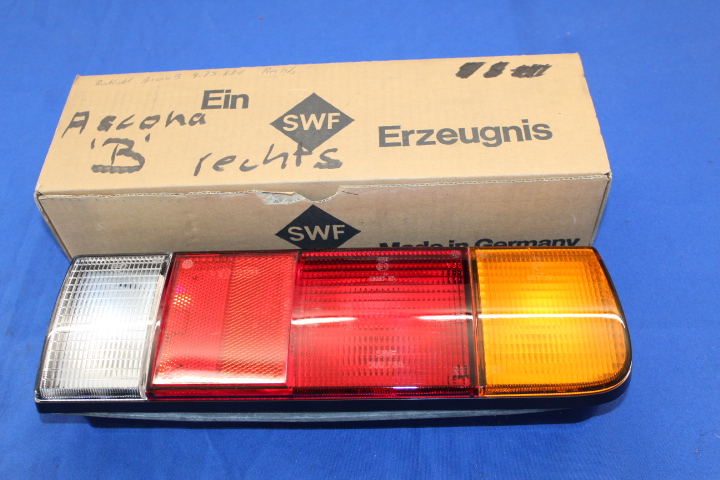 Ein
SWF
Erzeugnis
Ascona
'B' rechts
SWF
Made in Germany